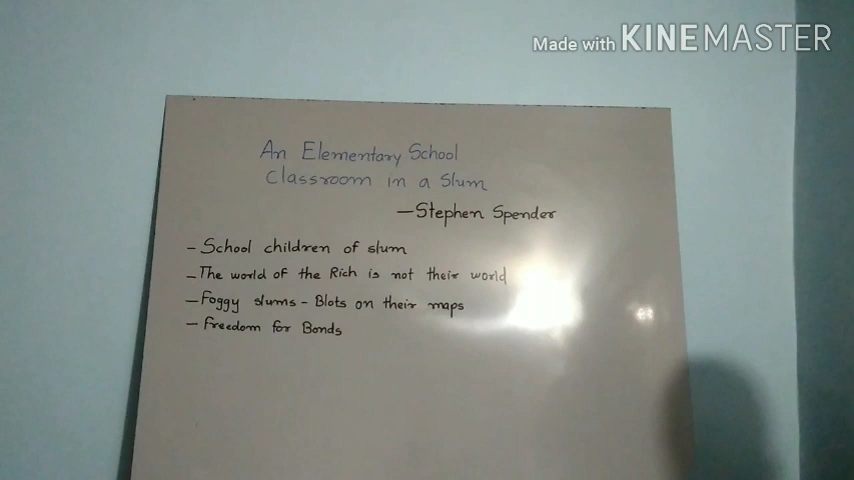 Made with KINEMASTER
An Elementary School
Classroom in a Slum
—Stephen Spender
- School children of slum
- The world of the Rich is not their world
- Foggy slums - Blots on their maps
- Freedom for Bonds